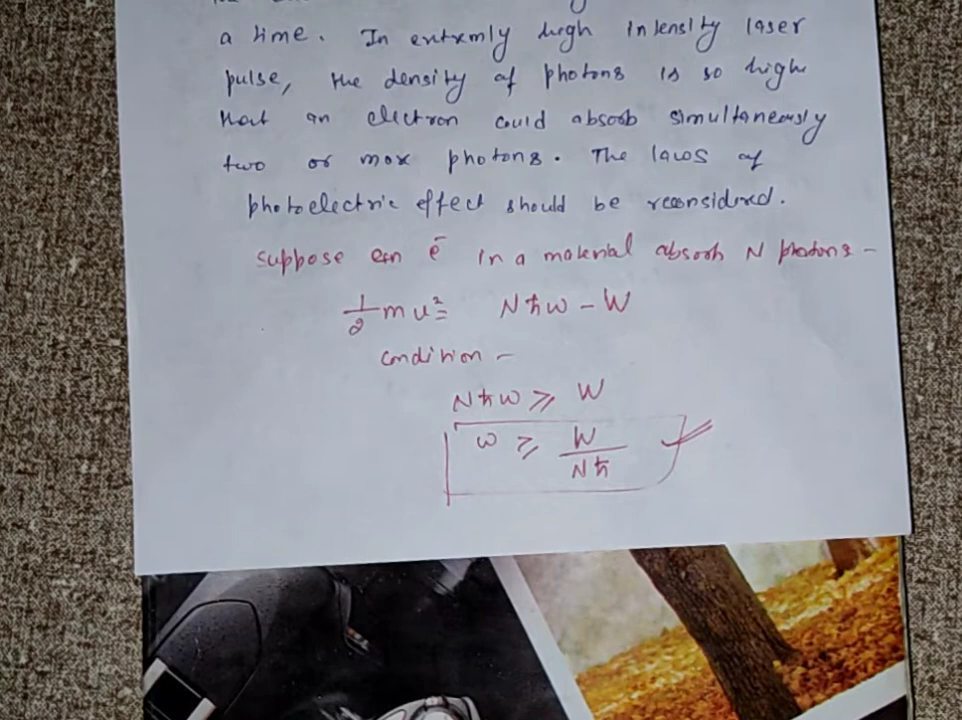 a time. In extrmly high intensity laser
pulse, the density of photons is so high
that an electron could absorb simultaneously
two or more photons. The laws of
photoelectric effect should be reconsidered.
suppose an e⁻ in a material absorb N photons -
1/2 mu² = Nħω - W
condition -
Nħω ⩾ W
ω ⩾ W/Nħ